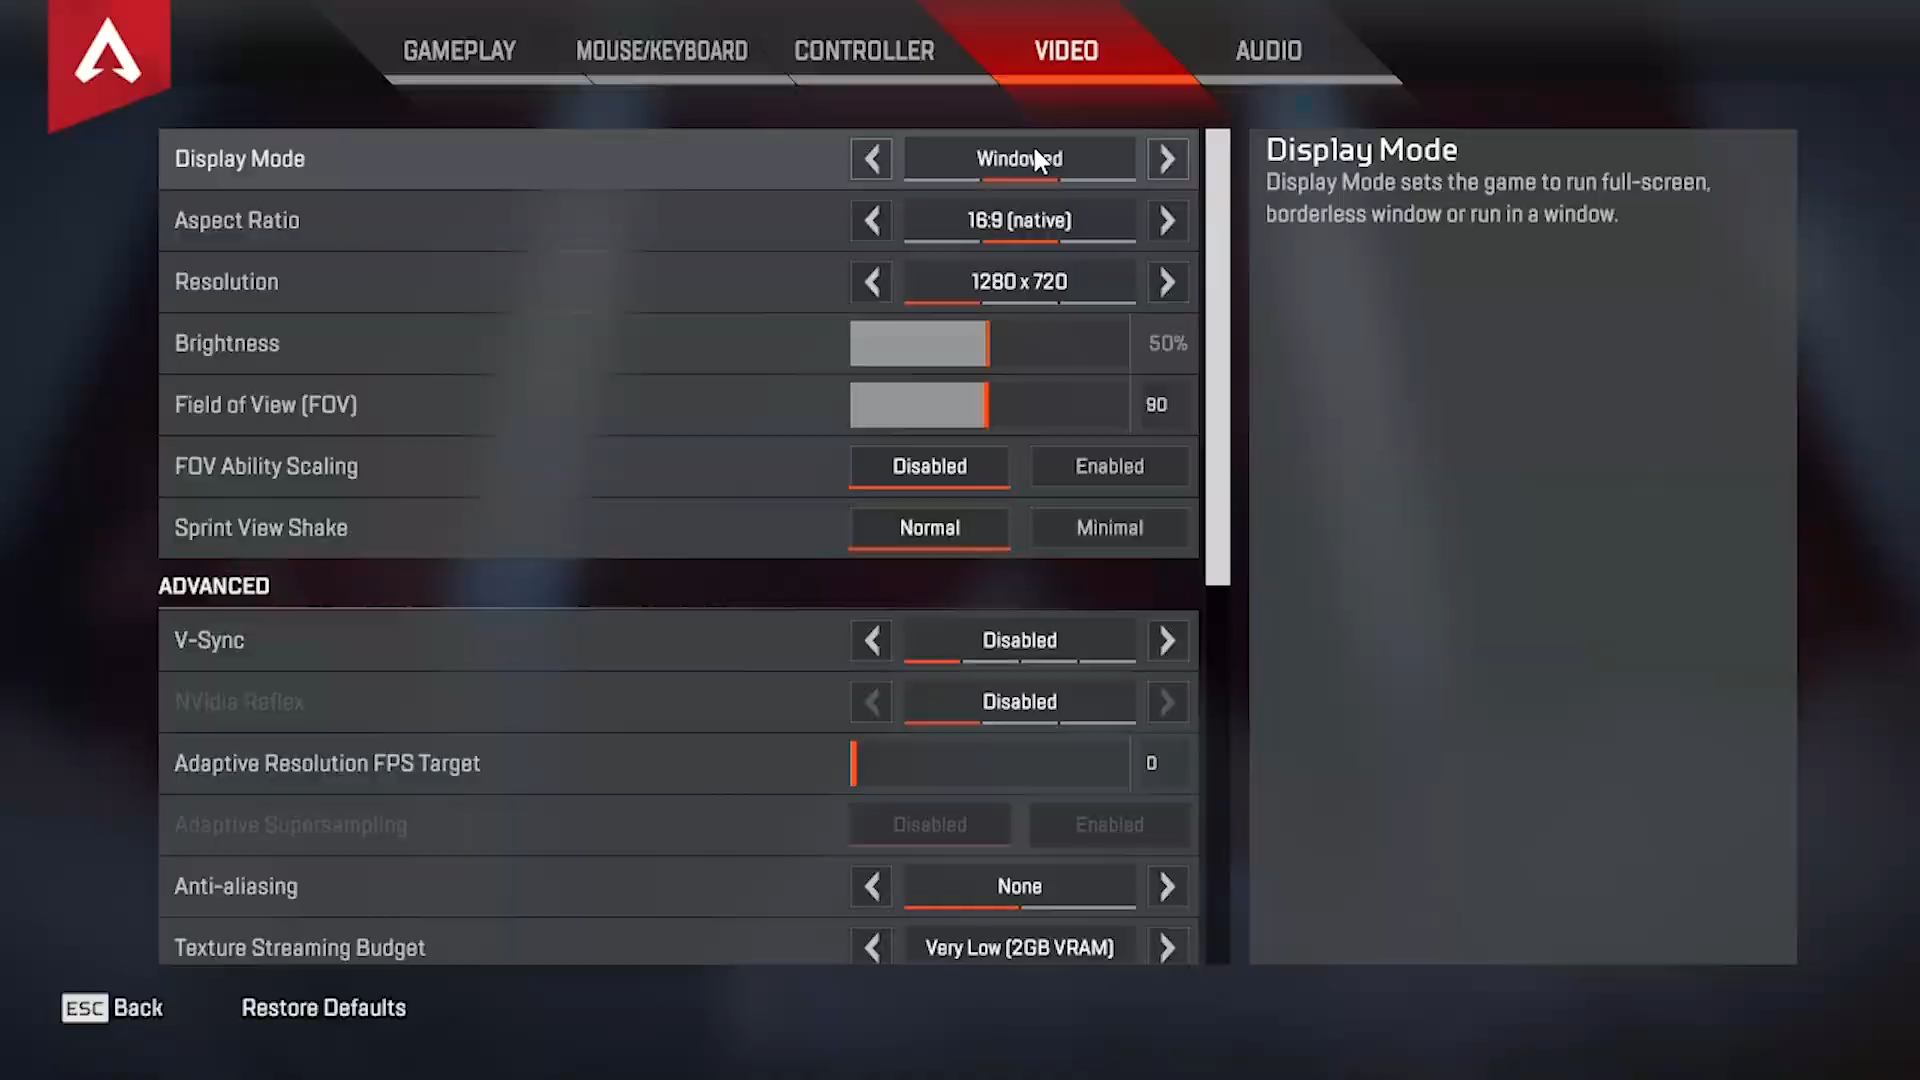 GAMEPLAY MOUSE/KEYBOARD CONTROLLER VIDEO AUDIO
Display Mode Windowed
Aspect Ratio 16:9 (native)
Resolution 1280 x 720
Brightness 50%
Field of View (FOV) 90
FOV Ability Scaling Disabled Enabled
Sprint View Shake Normal Minimal
ADVANCED
V-Sync Disabled
NVidia Reflex Disabled
Adaptive Resolution FPS Target 0
Adaptive Supersampling Disabled Enabled
Anti-aliasing None
Texture Streaming Budget Very Low (2GB VRAM)
Display Mode
Display Mode sets the game to run full-screen,
borderless window or run in a window.
ESC Back Restore Defaults